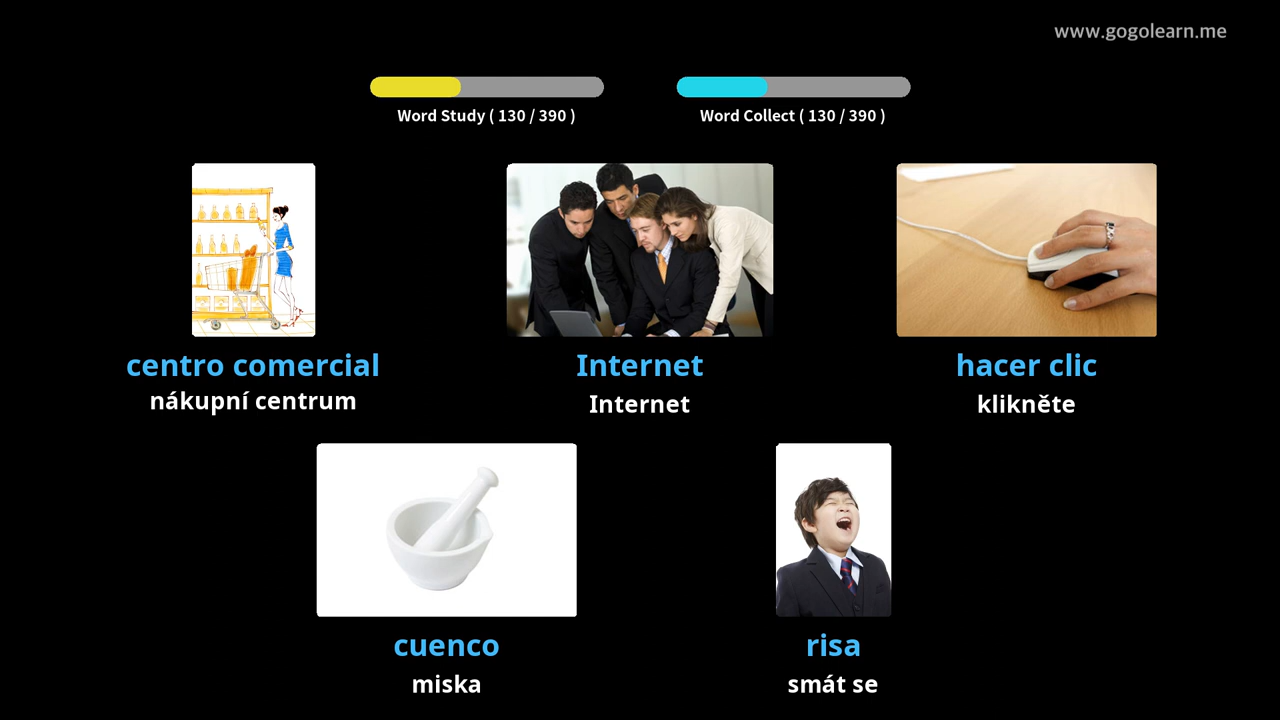 www.gogolearn.me
Word Study ( 130 / 390 )
Word Collect ( 130 / 390 )
centro comercial
nákupní centrum
Internet
Internet
hacer clic
klikněte
cuenco
miska
risa
smát se